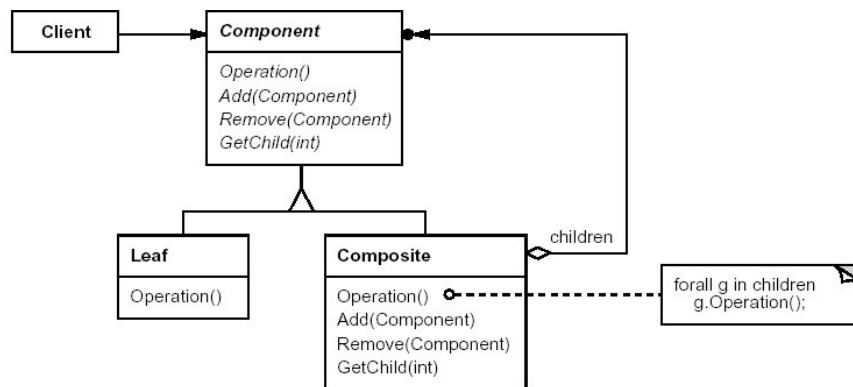 Client
Component
Operation()
Add(Component)
Remove(Component)
GetChild(int)
Leaf
Operation()
children
Composite
Operation()
Add(Component)
Remove(Component)
GetChild(int)
forall g in children
g.Operation();